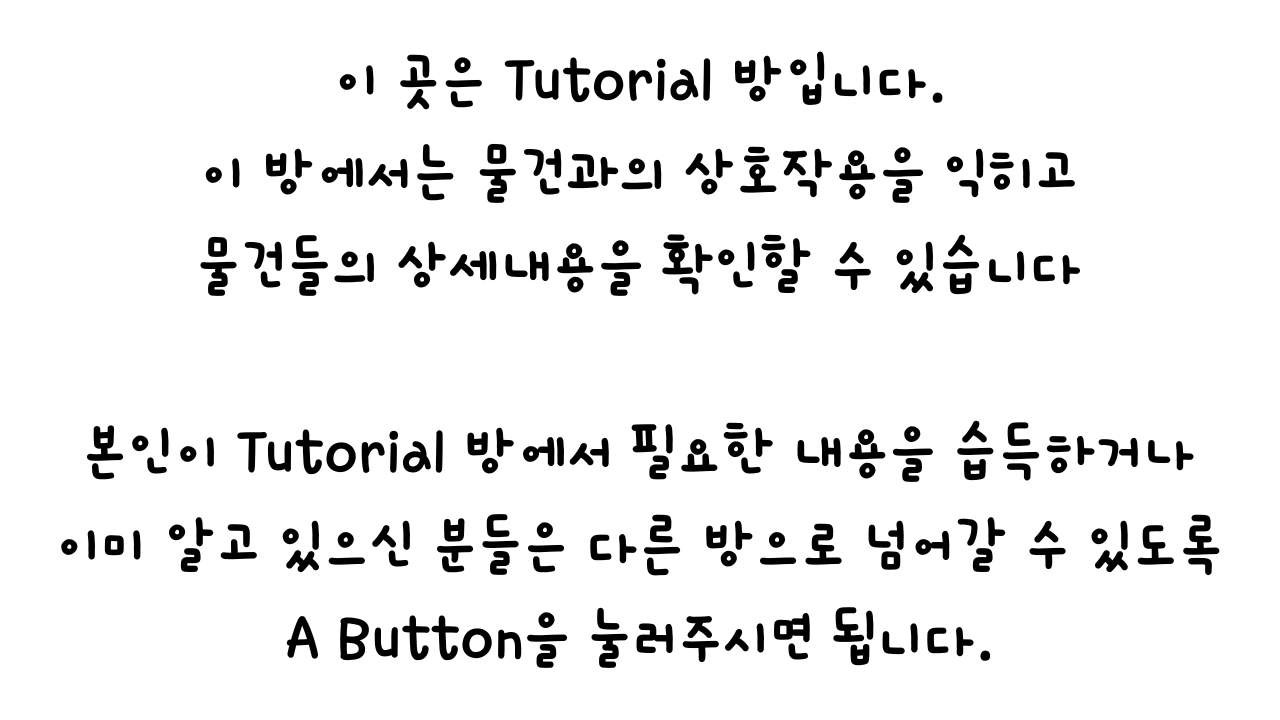 이 곳은 Tutorial 방입니다.
이 방에서는 물건과의 상호작용을 익히고
물건들의 상세내용을 확인할 수 있습니다
본인이 Tutorial 방에서 필요한 내용을 습득하거나
이미 알고 있으신 분들은 다른 방으로 넘어갈 수 있도록
A Button을 눌러주시면 됩니다.